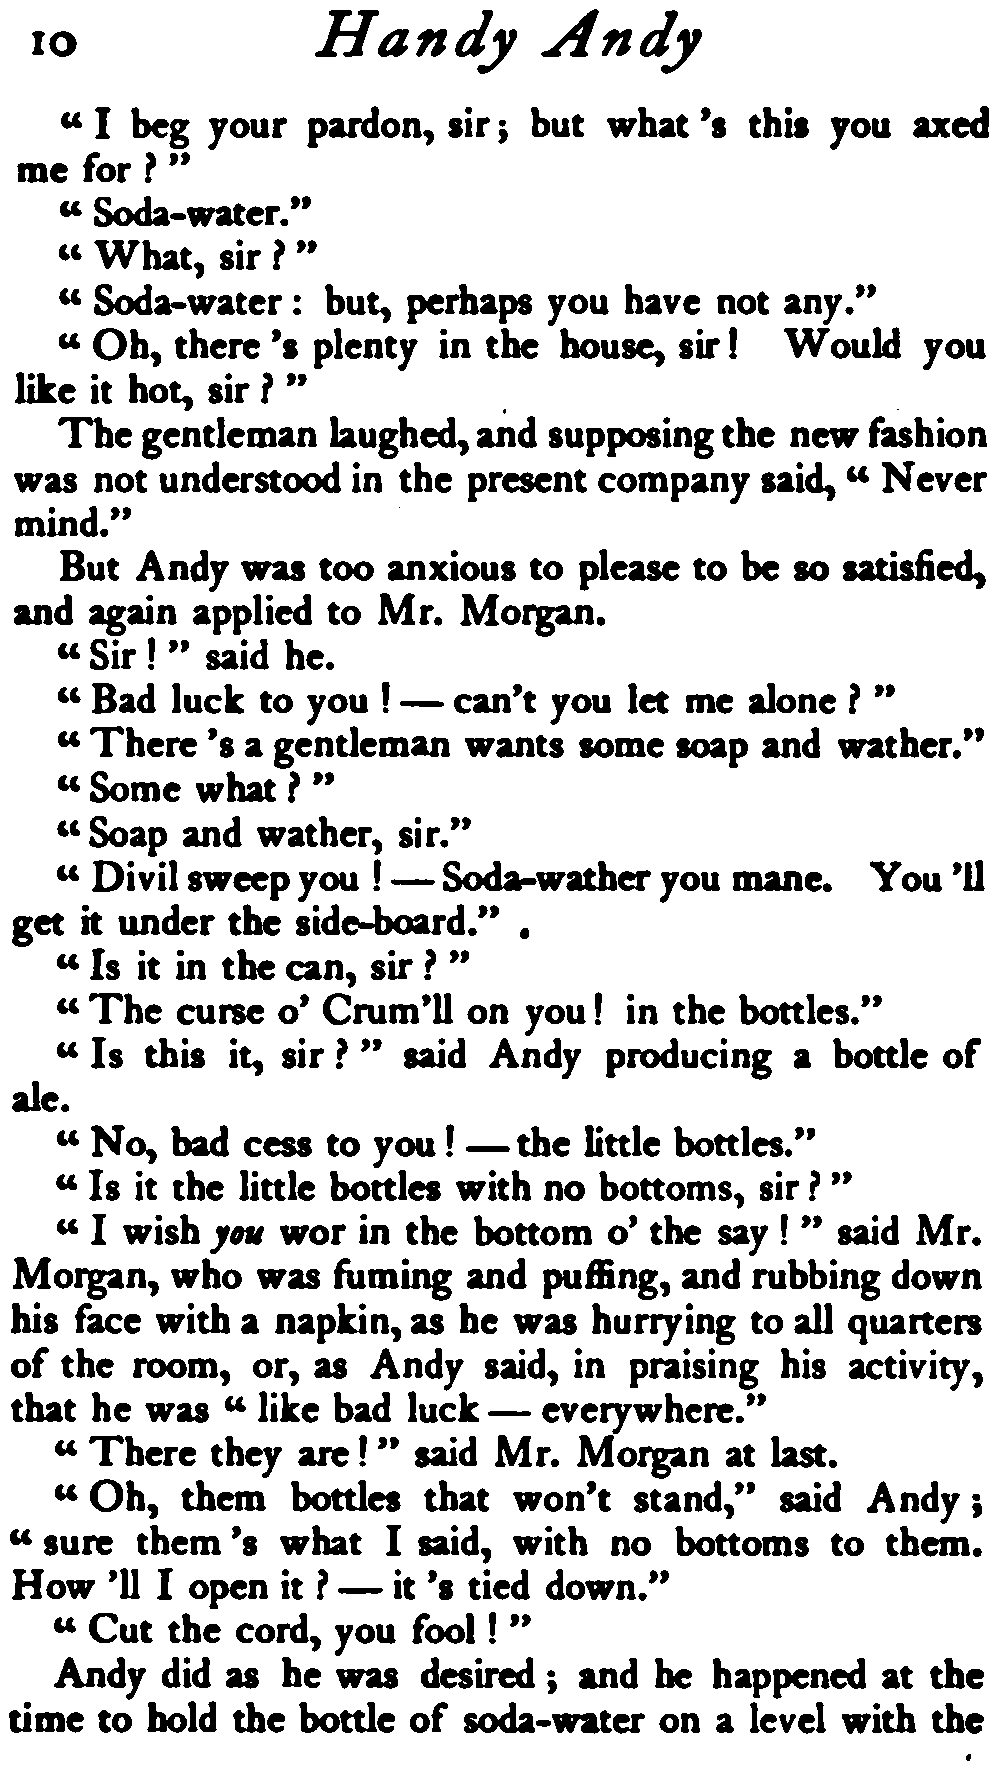 10 Handy Andy
“ I beg your pardon, sir; but what ’s this you axed
me for ? ”
“ Soda-water.”
“ What, sir ? ”
“ Soda-water : but, perhaps you have not any.”
“ Oh, there ’s plenty in the house, sir! Would you
like it hot, sir ? ”
The gentleman laughed, and supposing the new fashion
was not understood in the present company said, “ Never
mind.”
But Andy was too anxious to please to be so satisfied,
and again applied to Mr. Morgan.
“ Sir ! ” said he.
“ Bad luck to you ! — can’t you let me alone ? ”
“ There ’s a gentleman wants some soap and wather.”
“ Some what ? ”
“ Soap and wather, sir.”
“ Divil sweep you ! — Soda-wather you mane. You ’ll
get it under the side-board.”
“ Is it in the can, sir ? ”
“ The curse o’ Crum’ll on you! in the bottles.”
“ Is this it, sir ? ” said Andy producing a bottle of
ale.
“ No, bad cess to you ! — the little bottles.”
“ Is it the little bottles with no bottoms, sir ? ”
“ I wish you wor in the bottom o’ the say ! ” said Mr.
Morgan, who was fuming and puffing, and rubbing down
his face with a napkin, as he was hurrying to all quarters
of the room, or, as Andy said, in praising his activity,
that he was “ like bad luck — everywhere.”
“ There they are ! ” said Mr. Morgan at last.
“ Oh, them bottles that won’t stand,” said Andy ;
“ sure them ’s what I said, with no bottoms to them.
How ’ll I open it ? — it ’s tied down.”
“ Cut the cord, you fool ! ”
Andy did as he was desired ; and he happened at the
time to hold the bottle of soda-water on a level with the